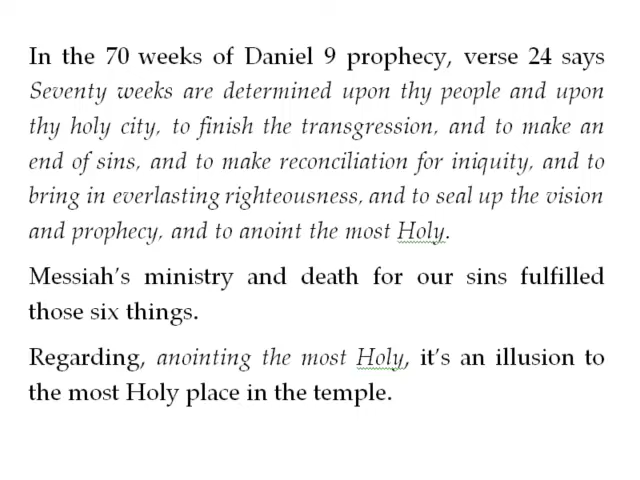 In the 70 weeks of Daniel 9 prophecy, verse 24 says
Seventy weeks are determined upon thy people and upon
thy holy city, to finish the transgression, and to make an
end of sins, and to make reconciliation for iniquity, and to
bring in everlasting righteousness, and to seal up the vision
and prophecy, and to anoint the most Holy.
Messiah's ministry and death for our sins fulfilled
those six things.
Regarding, anointing the most Holy, it's an illusion to
the most Holy place in the temple.